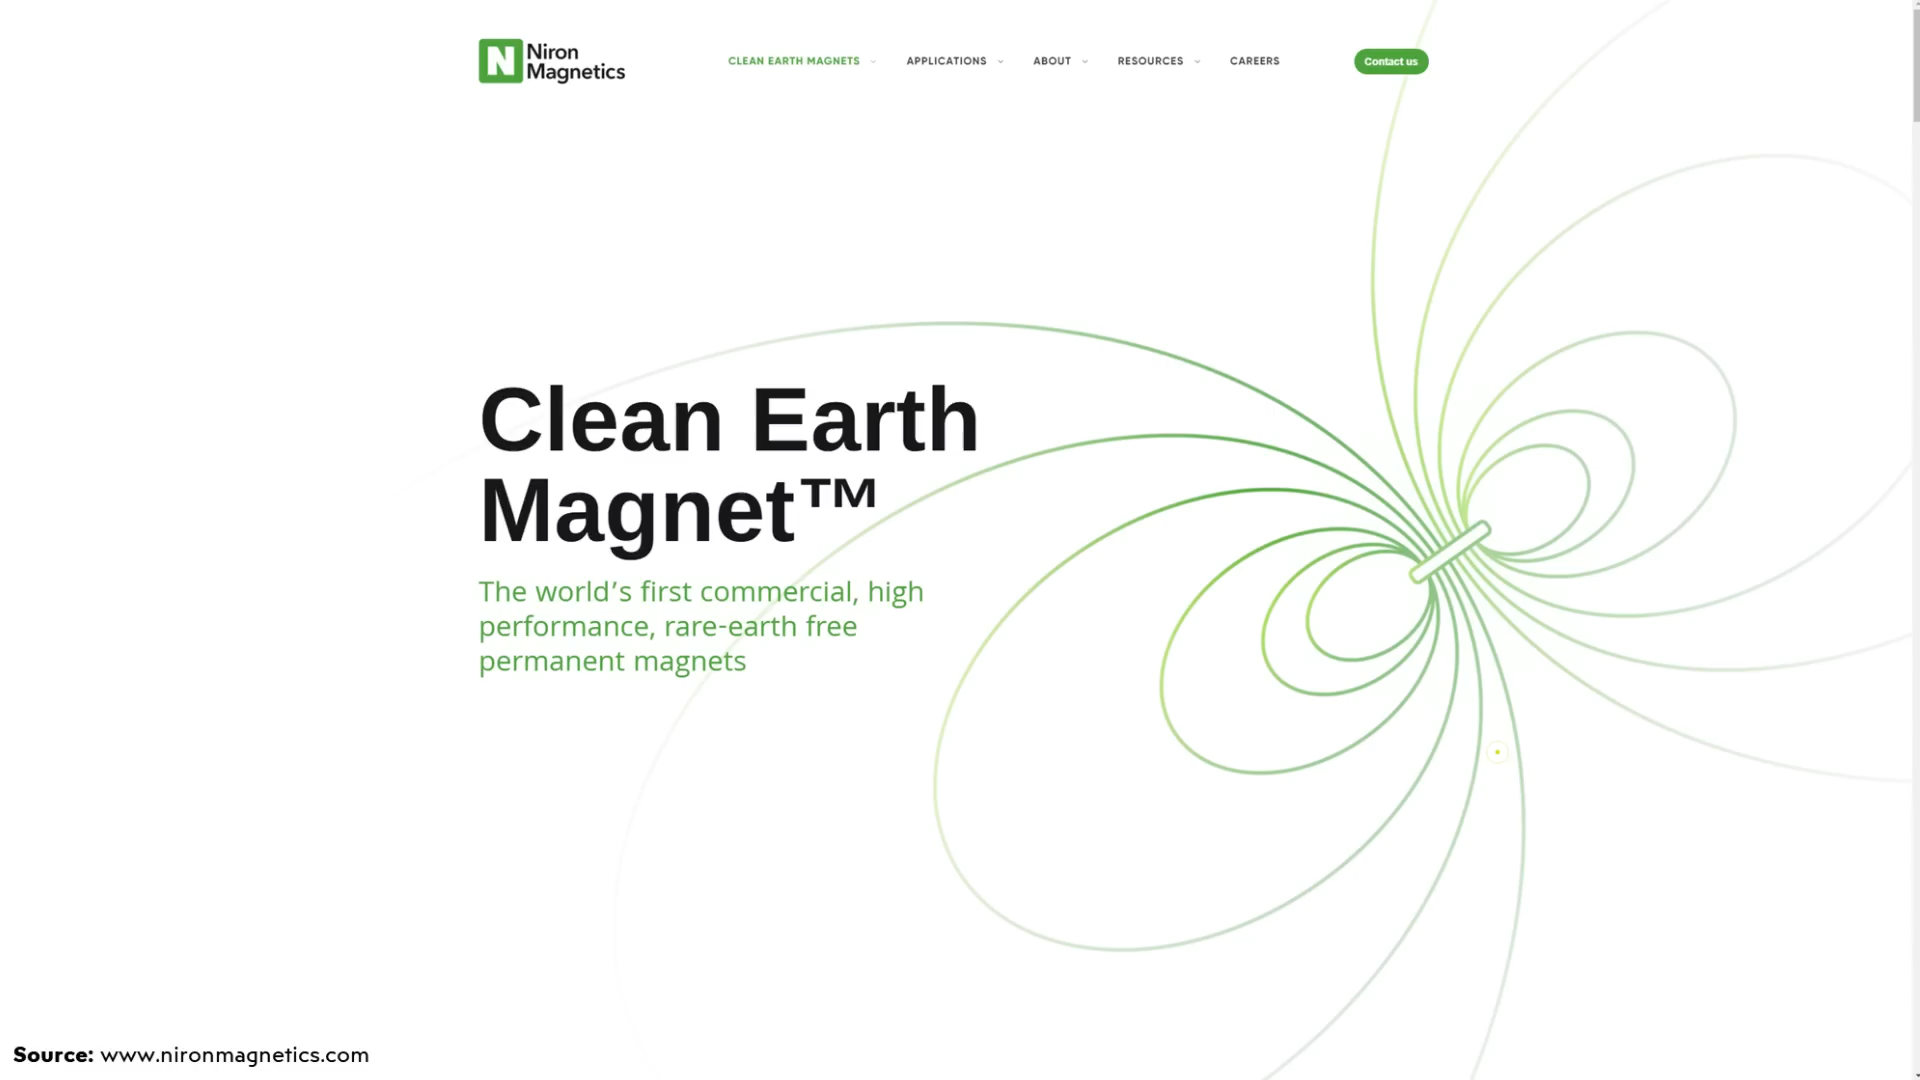 N Niron
Magnetics
CLEAN EARTH MAGNETS APPLICATIONS ABOUT RESOURCES CAREERS Contact us
Clean Earth
Magnet™
The world’s first commercial, high
performance, rare-earth free
permanent magnets
Source: www.nironmagnetics.com